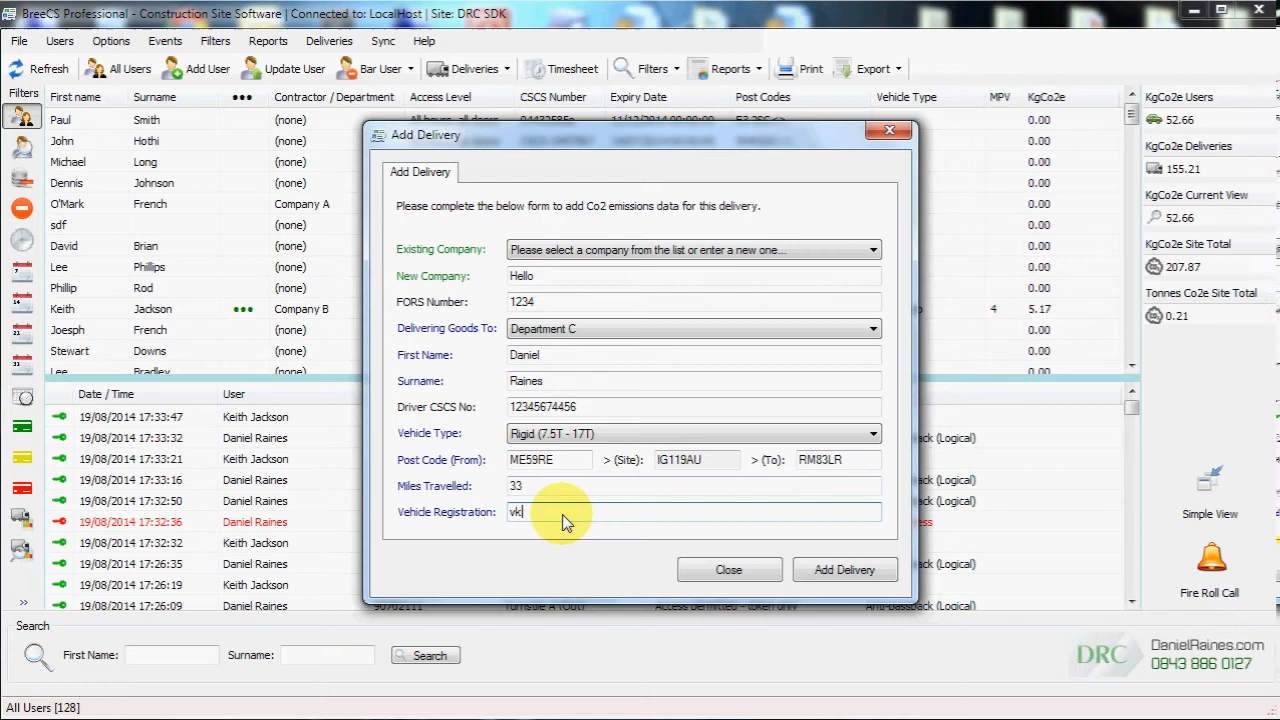 BreeCS Professional - Construction Site Software | Connected to: LocalHost | Site: DRC SDK
File Users Options Events Filters Reports Deliveries Sync Help
Refresh All Users Add User Update User Bar User Deliveries Timesheet Filters Reports Print Export
Filters First name Surname ••• Contractor / Department Access Level CSCS Number Expiry Date Post Codes Vehicle Type MPV KgCo2e
KgCo2e Users
52.66
KgCo2e Deliveries
155.21
KgCo2e Current View
52.66
KgCo2e Site Total
207.87
Tonnes Co2e Site Total
0.21
Paul Smith (none) 0.00
John Hothi (none) 0.00
Michael Long (none) 0.00
Dennis Johnson (none) 0.00
O'Mark French Company A 0.00
sdf (none) 0.00
David Brian (none) 0.00
Lee Phillips (none) 0.00
Phillip Rod (none) 0.00
Keith Jackson ••• Company B 4 5.17
Joesph French (none) 0.00
Stewart Downs (none) 0.00
Lee Bradley (none) 0.00
Add Delivery
Add Delivery
Please complete the below form to add Co2 emissions data for this delivery.
Existing Company: Please select a company from the list or enter a new one...
New Company: Hello
FORS Number: 1234
Delivering Goods To: Department C
First Name: Daniel
Surname: Raines
Driver CSCS No: 12345674456
Vehicle Type: Rigid (7.5T - 17T)
Post Code (From): ME59RE > (Site): IG119AU > (To): RM83LR
Miles Travelled: 33
Vehicle Registration: vk
Close Add Delivery
Date / Time User
19/08/2014 17:33:47 Keith Jackson
19/08/2014 17:33:32 Daniel Raines (Logical)
19/08/2014 17:33:21 Keith Jackson
19/08/2014 17:33:16 Daniel Raines (Logical)
19/08/2014 17:32:50 Daniel Raines (Logical)
19/08/2014 17:32:36 Daniel Raines
19/08/2014 17:32:32 Keith Jackson
19/08/2014 17:26:35 Daniel Raines (Logical)
19/08/2014 17:26:19 Keith Jackson
19/08/2014 17:26:09 Daniel Raines 90702111 Turnstile A (Out) Access permitted - token only Anti-passback (Logical)
Simple View
Fire Roll Call
Search
First Name: Surname: Search
DRC DanielRaines.com
0843 886 0127
All Users [128]